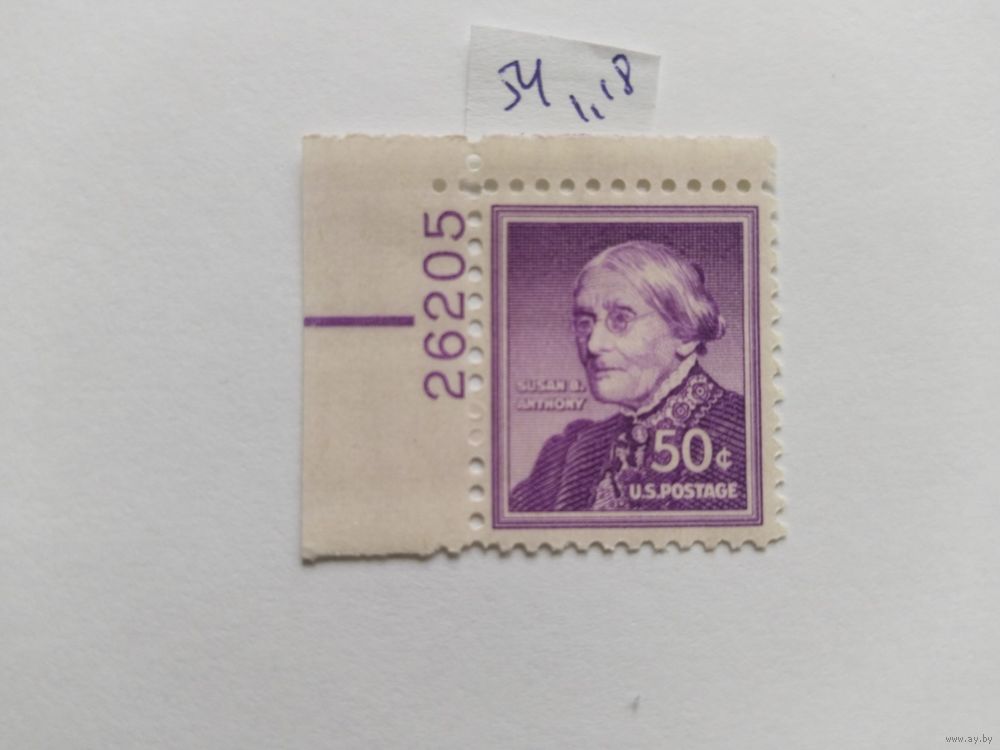 54 1,18
26205
SUSAN B.
ANTHONY
50¢
U.S.POSTAGE
www.ay.by